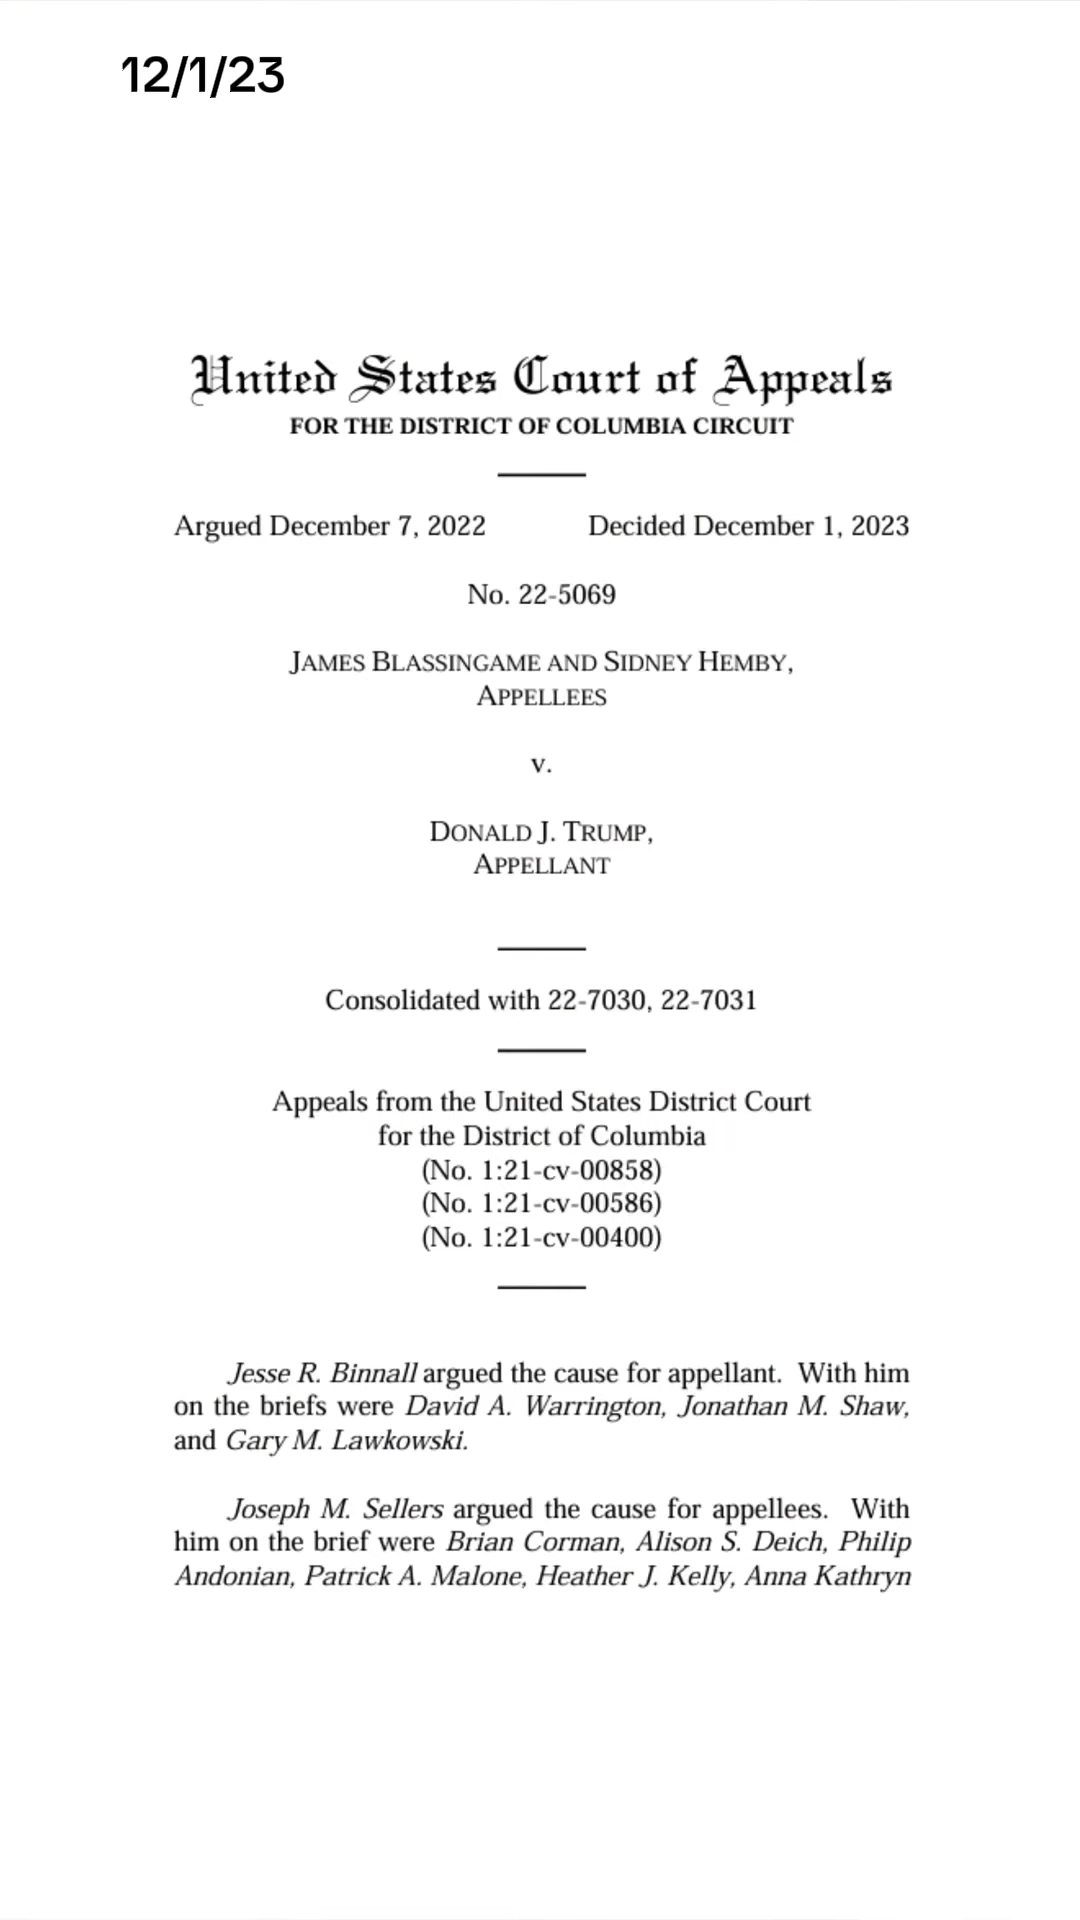 12/1/23
United States Court of Appeals
FOR THE DISTRICT OF COLUMBIA CIRCUIT
Argued December 7, 2022 Decided December 1, 2023
No. 22-5069
JAMES BLASSINGAME AND SIDNEY HEMBY,
APPELLEES
v.
DONALD J. TRUMP,
APPELLANT
Consolidated with 22-7030, 22-7031
Appeals from the United States District Court
for the District of Columbia
(No. 1:21-cv-00858)
(No. 1:21-cv-00586)
(No. 1:21-cv-00400)
Jesse R. Binnall argued the cause for appellant. With him
on the briefs were David A. Warrington, Jonathan M. Shaw,
and Gary M. Lawkowski.
Joseph M. Sellers argued the cause for appellees. With
him on the brief were Brian Corman, Alison S. Deich, Philip
Andonian, Patrick A. Malone, Heather J. Kelly, Anna Kathryn